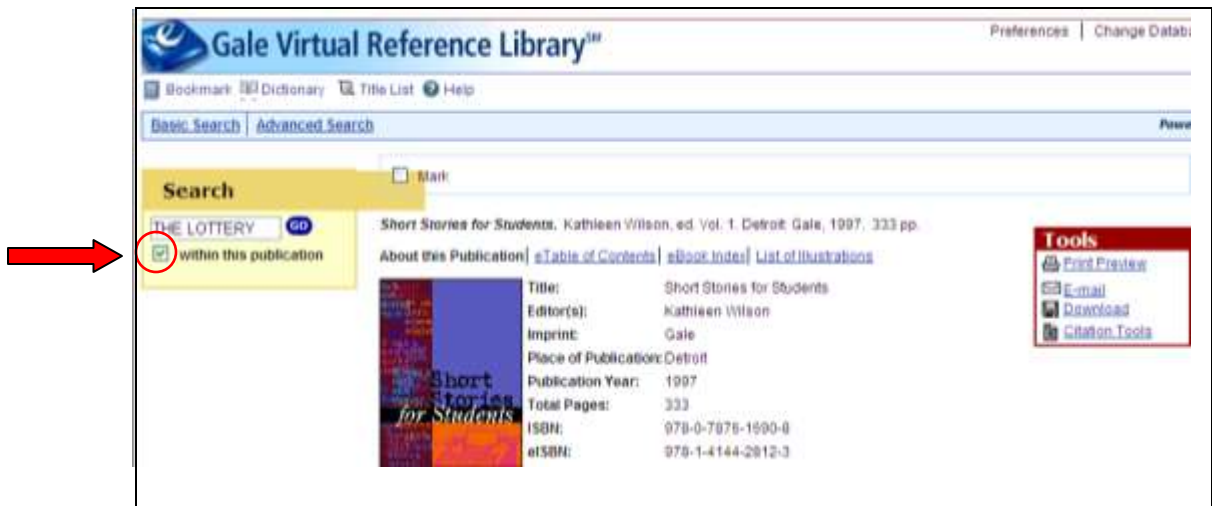 Gale Virtual Reference Library℠
Preferences | Change Databa
Bookmark Dictionary Title List Help
Basic Search | Advanced Search
Powe
Search
Mark
THE LOTTERY GO
within this publication
Short Stories for Students. Kathleen Wilson, ed. Vol. 1. Detroit: Gale, 1997. 333 pp.
About this Publication | eTable of Contents | eBook Index | List of Illustrations
Title: Short Stories for Students
Editor(s): Kathleen Wilson
Imprint: Gale
Place of Publication: Detroit
Publication Year: 1997
Total Pages: 333
ISBN: 978-0-7876-1690-8
eISBN: 978-1-4144-2812-3
Short
Stories
for Students
Tools
Print Preview
E-mail
Download
Citation Tools